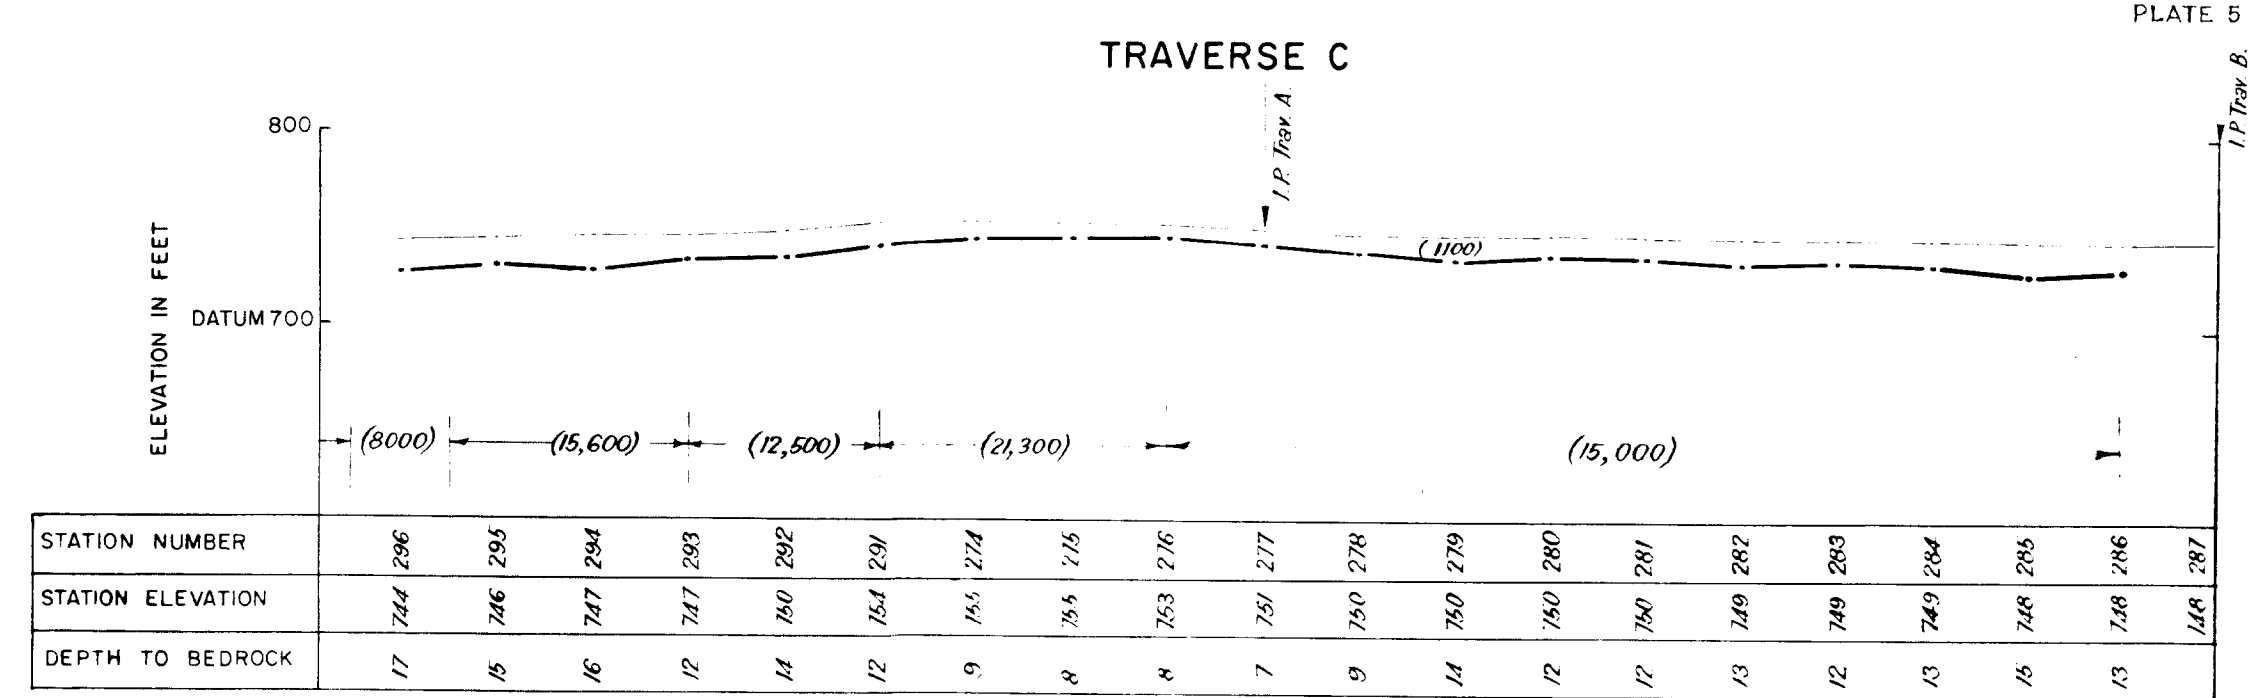 PLATE 5
TRAVERSE C
I.P. Trav. A.
I.P. Trav. B.
800
ELEVATION IN FEET
DATUM 700
(1100)
(8000) (15,600) (12,500) (21,300) (15,000)
STATION NUMBER 296 295 294 293 292 291 274 275 276 277 278 279 280 281 282 283 284 285 286 287
STATION ELEVATION 744 746 747 747 750 754 755 755 753 751 750 750 750 750 749 749 749 748 748 748
DEPTH TO BEDROCK 17 15 16 12 14 12 9 8 8 7 9 14 12 12 13 12 13 15 13